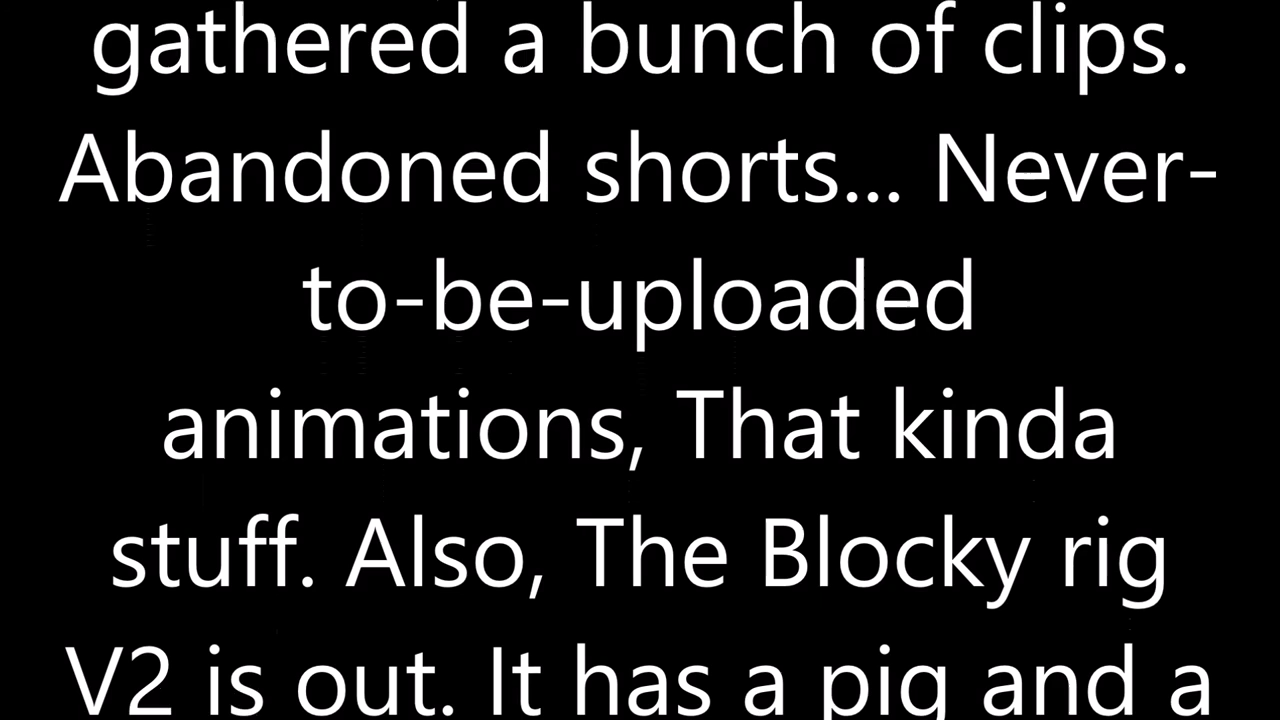 gathered a bunch of clips.
Abandoned shorts... Never-
to-be-uploaded
animations, That kinda
stuff. Also, The Blocky rig
V2 is out. It has a pig and a